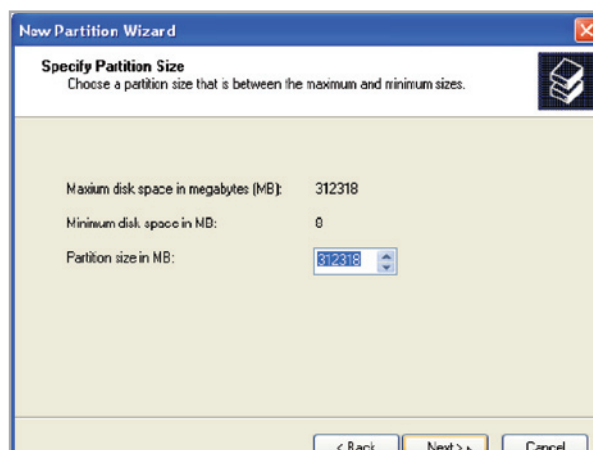 New Partition Wizard
Specify Partition Size
Choose a partition size that is between the maximum and minimum sizes.
Maxium disk space in megabytes (MB): 312318
Minimum disk space in MB: 8
Partition size in MB: 312318
< Back Next > Cancel